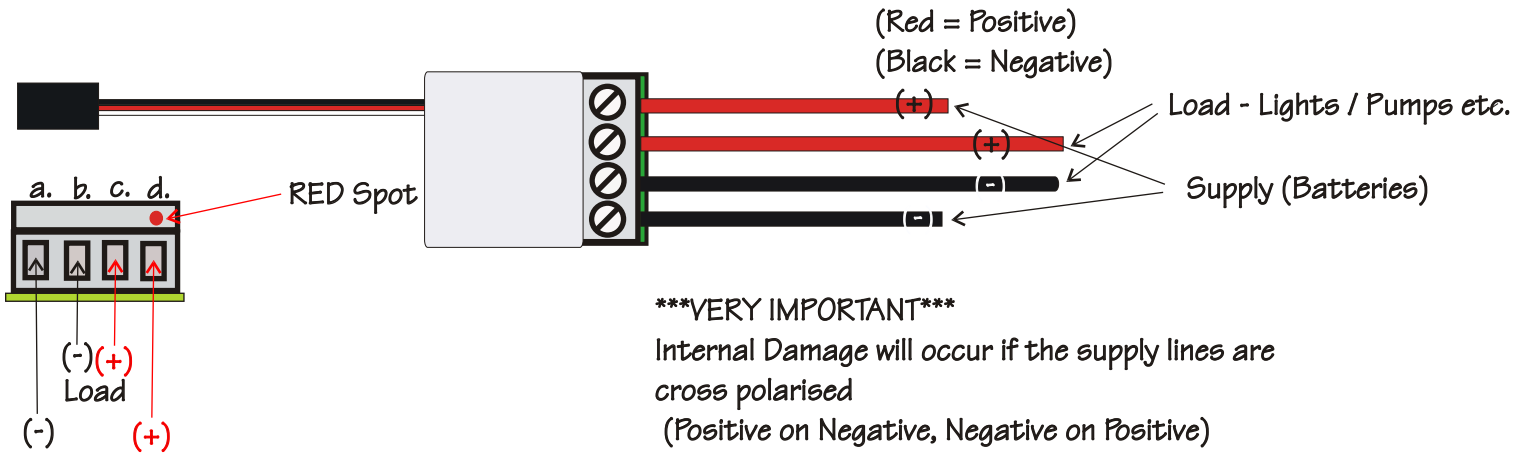 (Red = Positive)
(Black = Negative)
(+)
Load - Lights / Pumps etc.
(+)
(-)
Supply (Batteries)
(-)
a. b. c. d.
RED Spot
***VERY IMPORTANT***
Internal Damage will occur if the supply lines are
cross polarised
(Positive on Negative, Negative on Positive)
(-) (+)
Load
(-) (+)